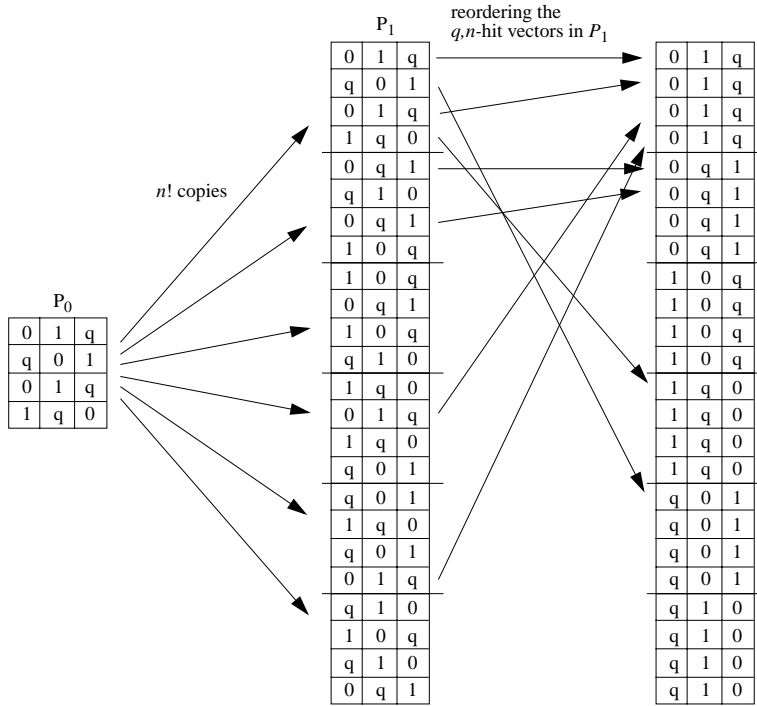 reordering the
q,n-hit vectors in P1
P1
n! copies
P0
0 1 q
q 0 1
0 1 q
1 q 0
0 1 q
q 0 1
0 1 q
1 q 0
0 q 1
q 1 0
0 q 1
1 0 q
1 0 q
0 q 1
1 0 q
q 1 0
1 q 0
0 1 q
1 q 0
q 0 1
q 0 1
1 q 0
q 0 1
0 1 q
q 1 0
1 0 q
q 1 0
0 q 1
0 1 q
0 1 q
0 1 q
0 1 q
0 q 1
0 q 1
0 q 1
0 q 1
1 0 q
1 0 q
1 0 q
1 0 q
1 q 0
1 q 0
1 q 0
1 q 0
q 0 1
q 0 1
q 0 1
q 0 1
q 1 0
q 1 0
q 1 0
q 1 0